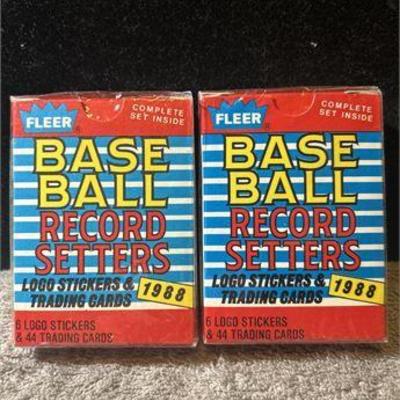 FLEER®
COMPLETE
SET INSIDE
BASE
BALL
RECORD
SETTERS
LOGO STICKERS &
TRADING CARDS
1988
6 LOGO STICKERS
& 44 TRADING CARDS
FLEER®
COMPLETE
SET INSIDE
BASE
BALL
RECORD
SETTERS
LOGO STICKERS &
TRADING CARDS
1988
6 LOGO STICKERS
& 44 TRADING CARDS